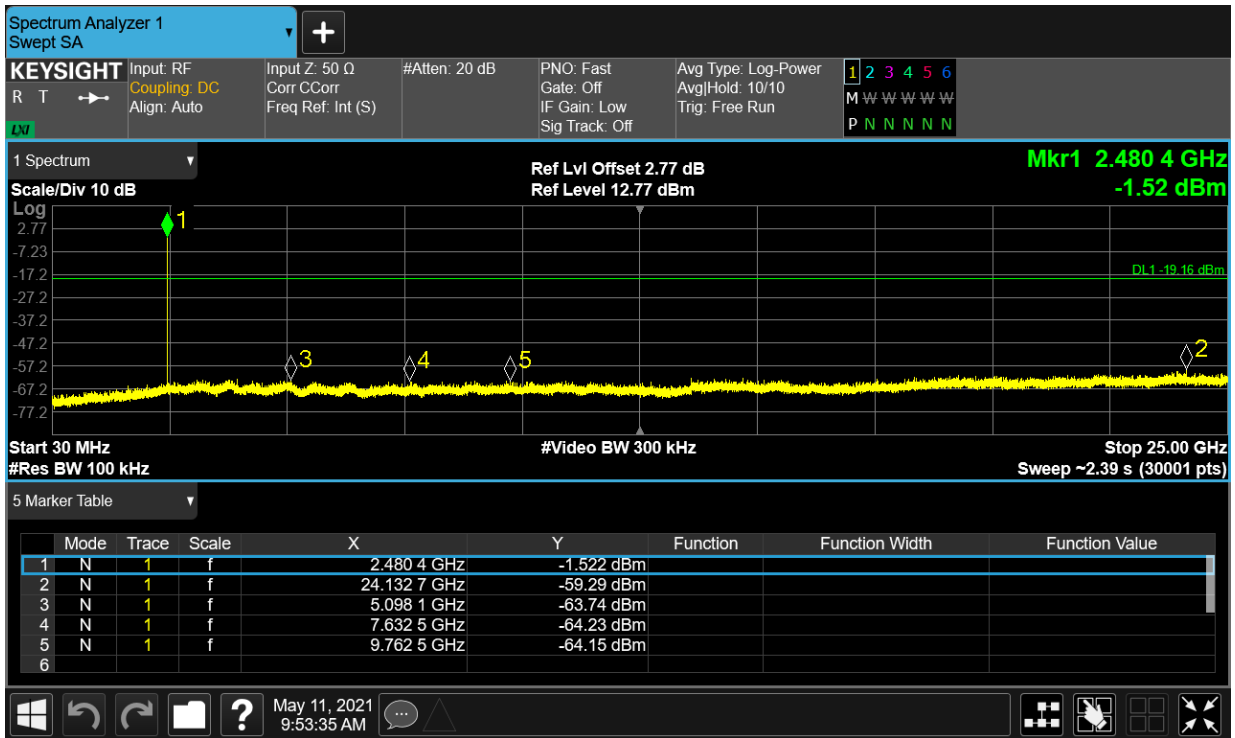 Spectrum Analyzer 1
Swept SA
+
KEYSIGHT
R T
LXI
Input: RF
Coupling: DC
Align: Auto
Input Z: 50 Ω
Corr CCorr
Freq Ref: Int (S)
#Atten: 20 dB
PNO: Fast
Gate: Off
IF Gain: Low
Sig Track: Off
Avg Type: Log-Power
Avg|Hold: 10/10
Trig: Free Run
1 2 3 4 5 6
M W W W W W
P N N N N N
1 Spectrum
Ref Lvl Offset 2.77 dB
Mkr1 2.480 4 GHz
Scale/Div 10 dB
Ref Level 12.77 dBm
-1.52 dBm
Log
2.77
-7.23
-17.2
-27.2
-37.2
-47.2
-57.2
-67.2
-77.2
1
DL1 -19.16 dBm
3
4
5
2
Start 30 MHz
#Video BW 300 kHz
Stop 25.00 GHz
#Res BW 100 kHz
Sweep ~2.39 s (30001 pts)
5 Marker Table
Mode Trace Scale X Y Function Function Width Function Value
1 N 1 f 2.480 4 GHz -1.522 dBm
2 N 1 f 24.132 7 GHz -59.29 dBm
3 N 1 f 5.098 1 GHz -63.74 dBm
4 N 1 f 7.632 5 GHz -64.23 dBm
5 N 1 f 9.762 5 GHz -64.15 dBm
6
?
May 11, 2021
9:53:35 AM